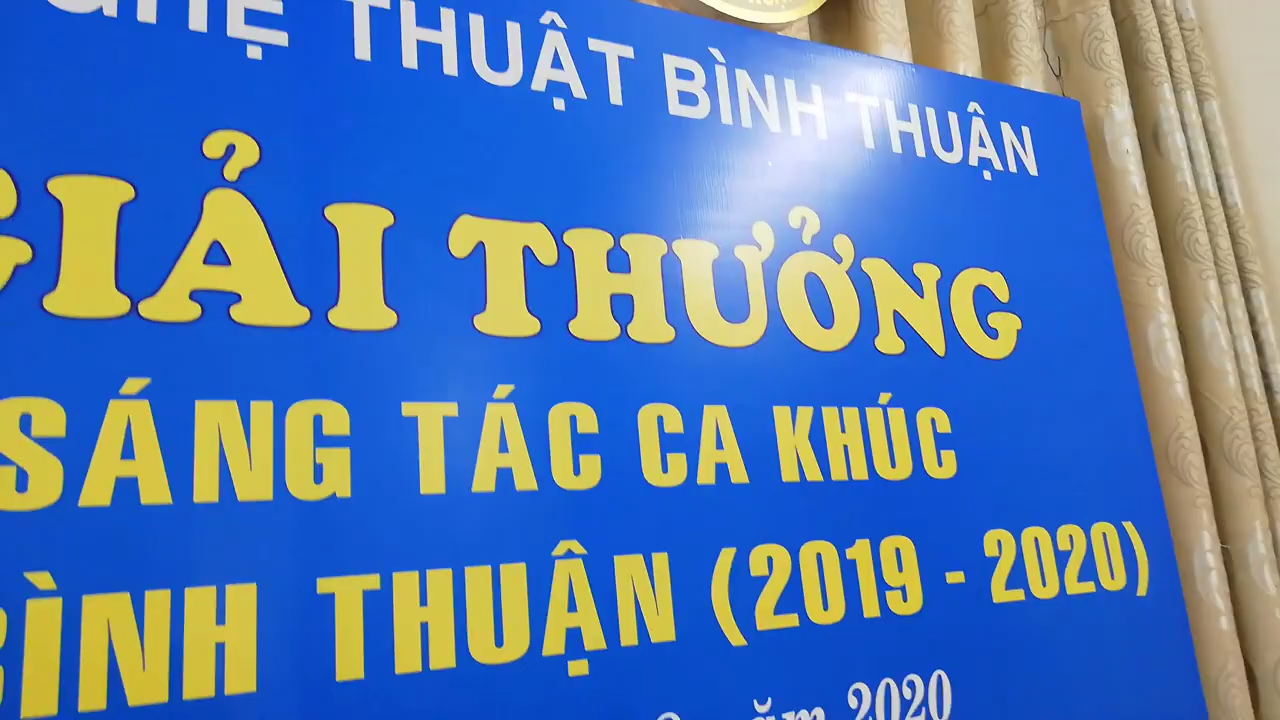 NGHỆ THUẬT BÌNH THUẬN
GIẢI THƯỞNG
SÁNG TÁC CA KHÚC
BÌNH THUẬN (2019 - 2020)
năm 2020